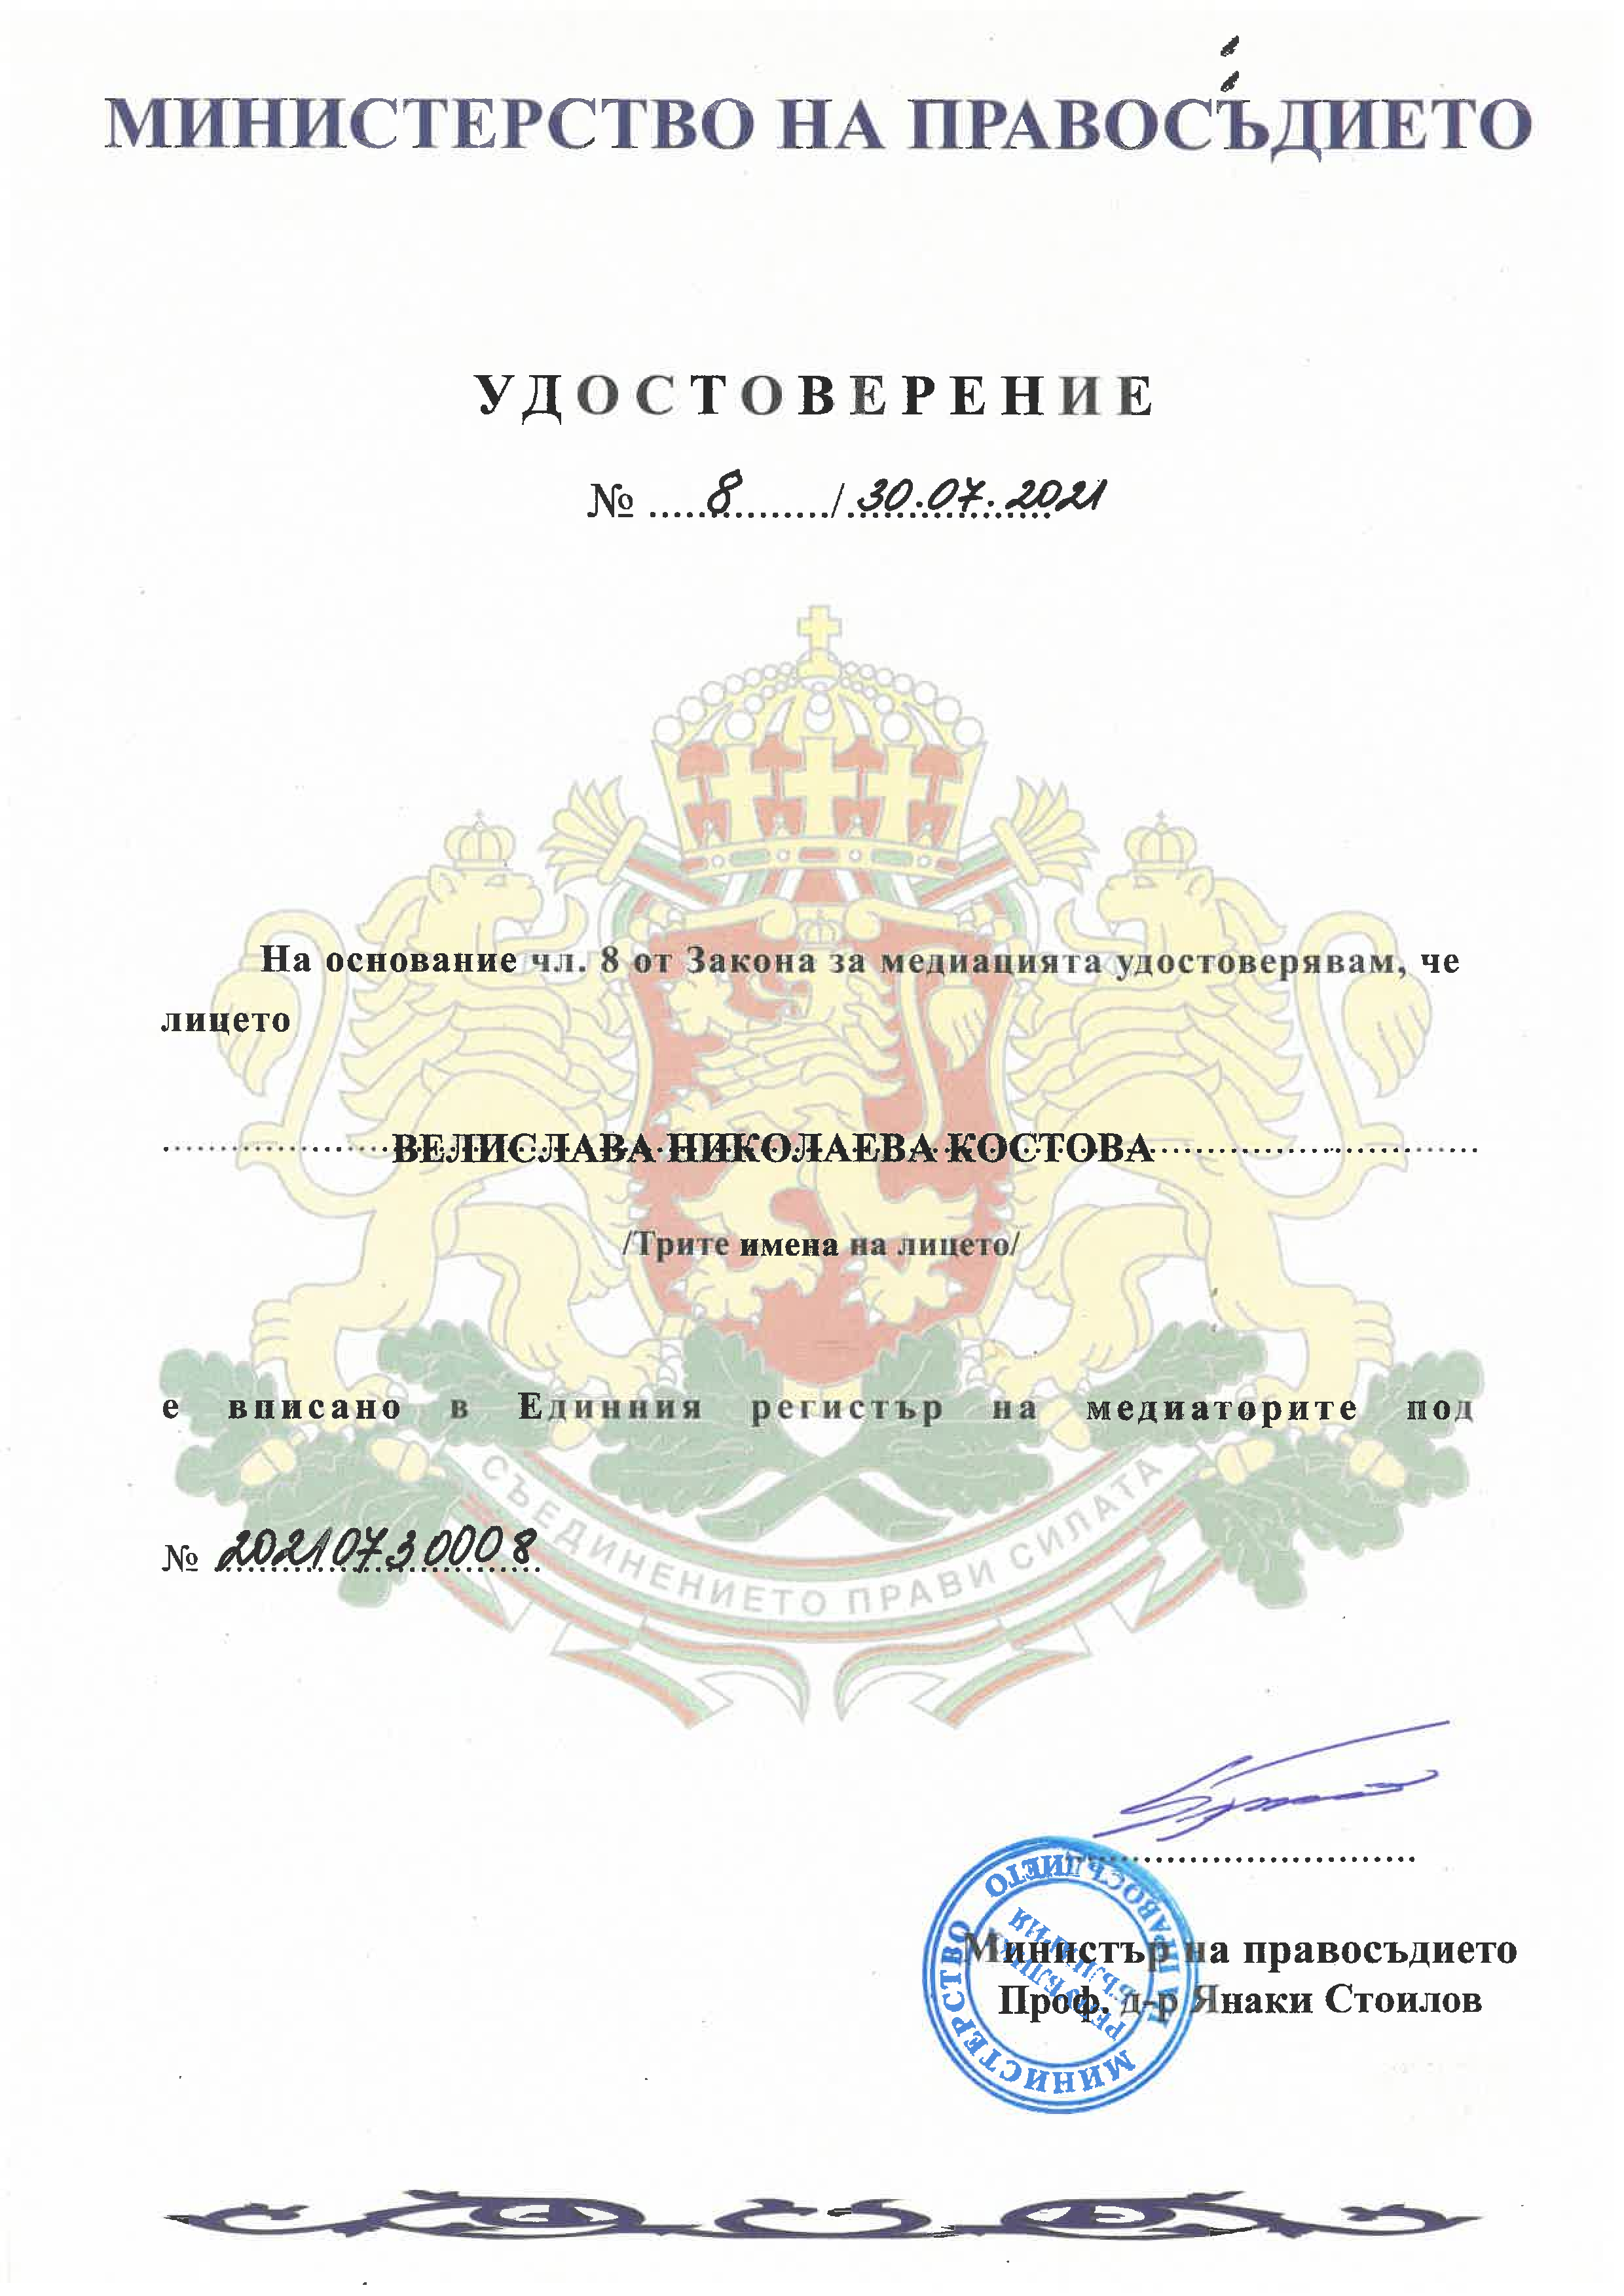 МИНИСТЕРСТВО НА ПРАВОСЪДИЕТО
УДОСТОВЕРЕНИЕ
№ ....8........../.30.07.2021
На основание чл. 8 от Закона за медиацията удостоверявам, че
лицето
ВЕЛИСЛАВА НИКОЛАЕВА КОСТОВА
/Трите имена на лицето/
е вписано в Единния регистър на медиаторите под
№ 20210730008
СЪЕДИНЕНИЕТО ПРАВИ СИЛАТА
Министър на правосъдието
Проф. д-р Янаки Стоилов
МИНИСТЕРСТВО НА ПРАВОСЪДИЕТО
РЕПУБЛИКА БЪЛГАРИЯ